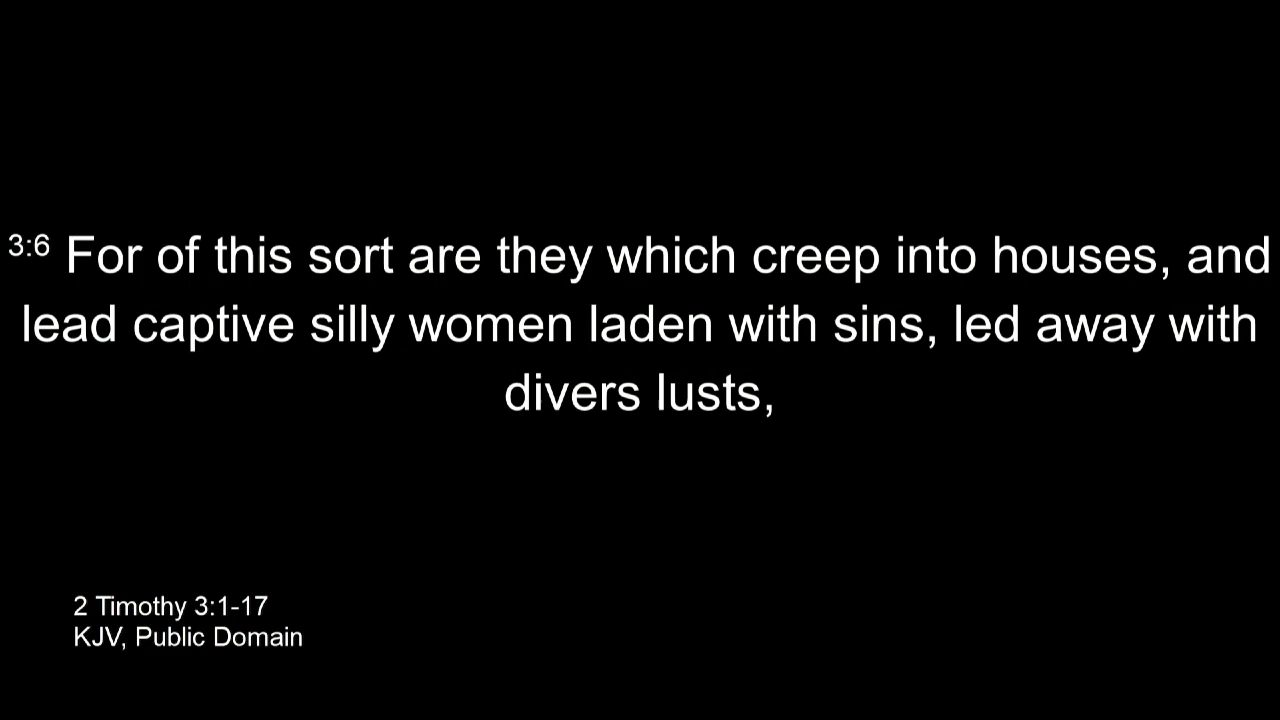 3:6 For of this sort are they which creep into houses, and
lead captive silly women laden with sins, led away with
divers lusts,
2 Timothy 3:1-17
KJV, Public Domain